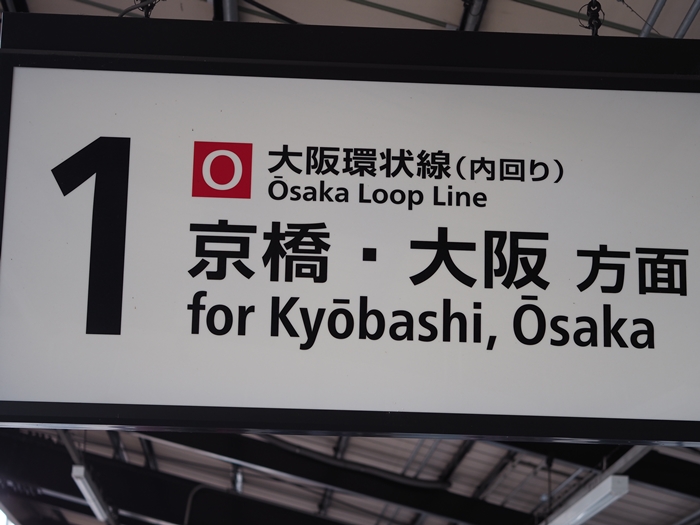 1
O 大阪環状線(内回り)
Ōsaka Loop Line
京橋・大阪 方面
for Kyōbashi, Ōsaka